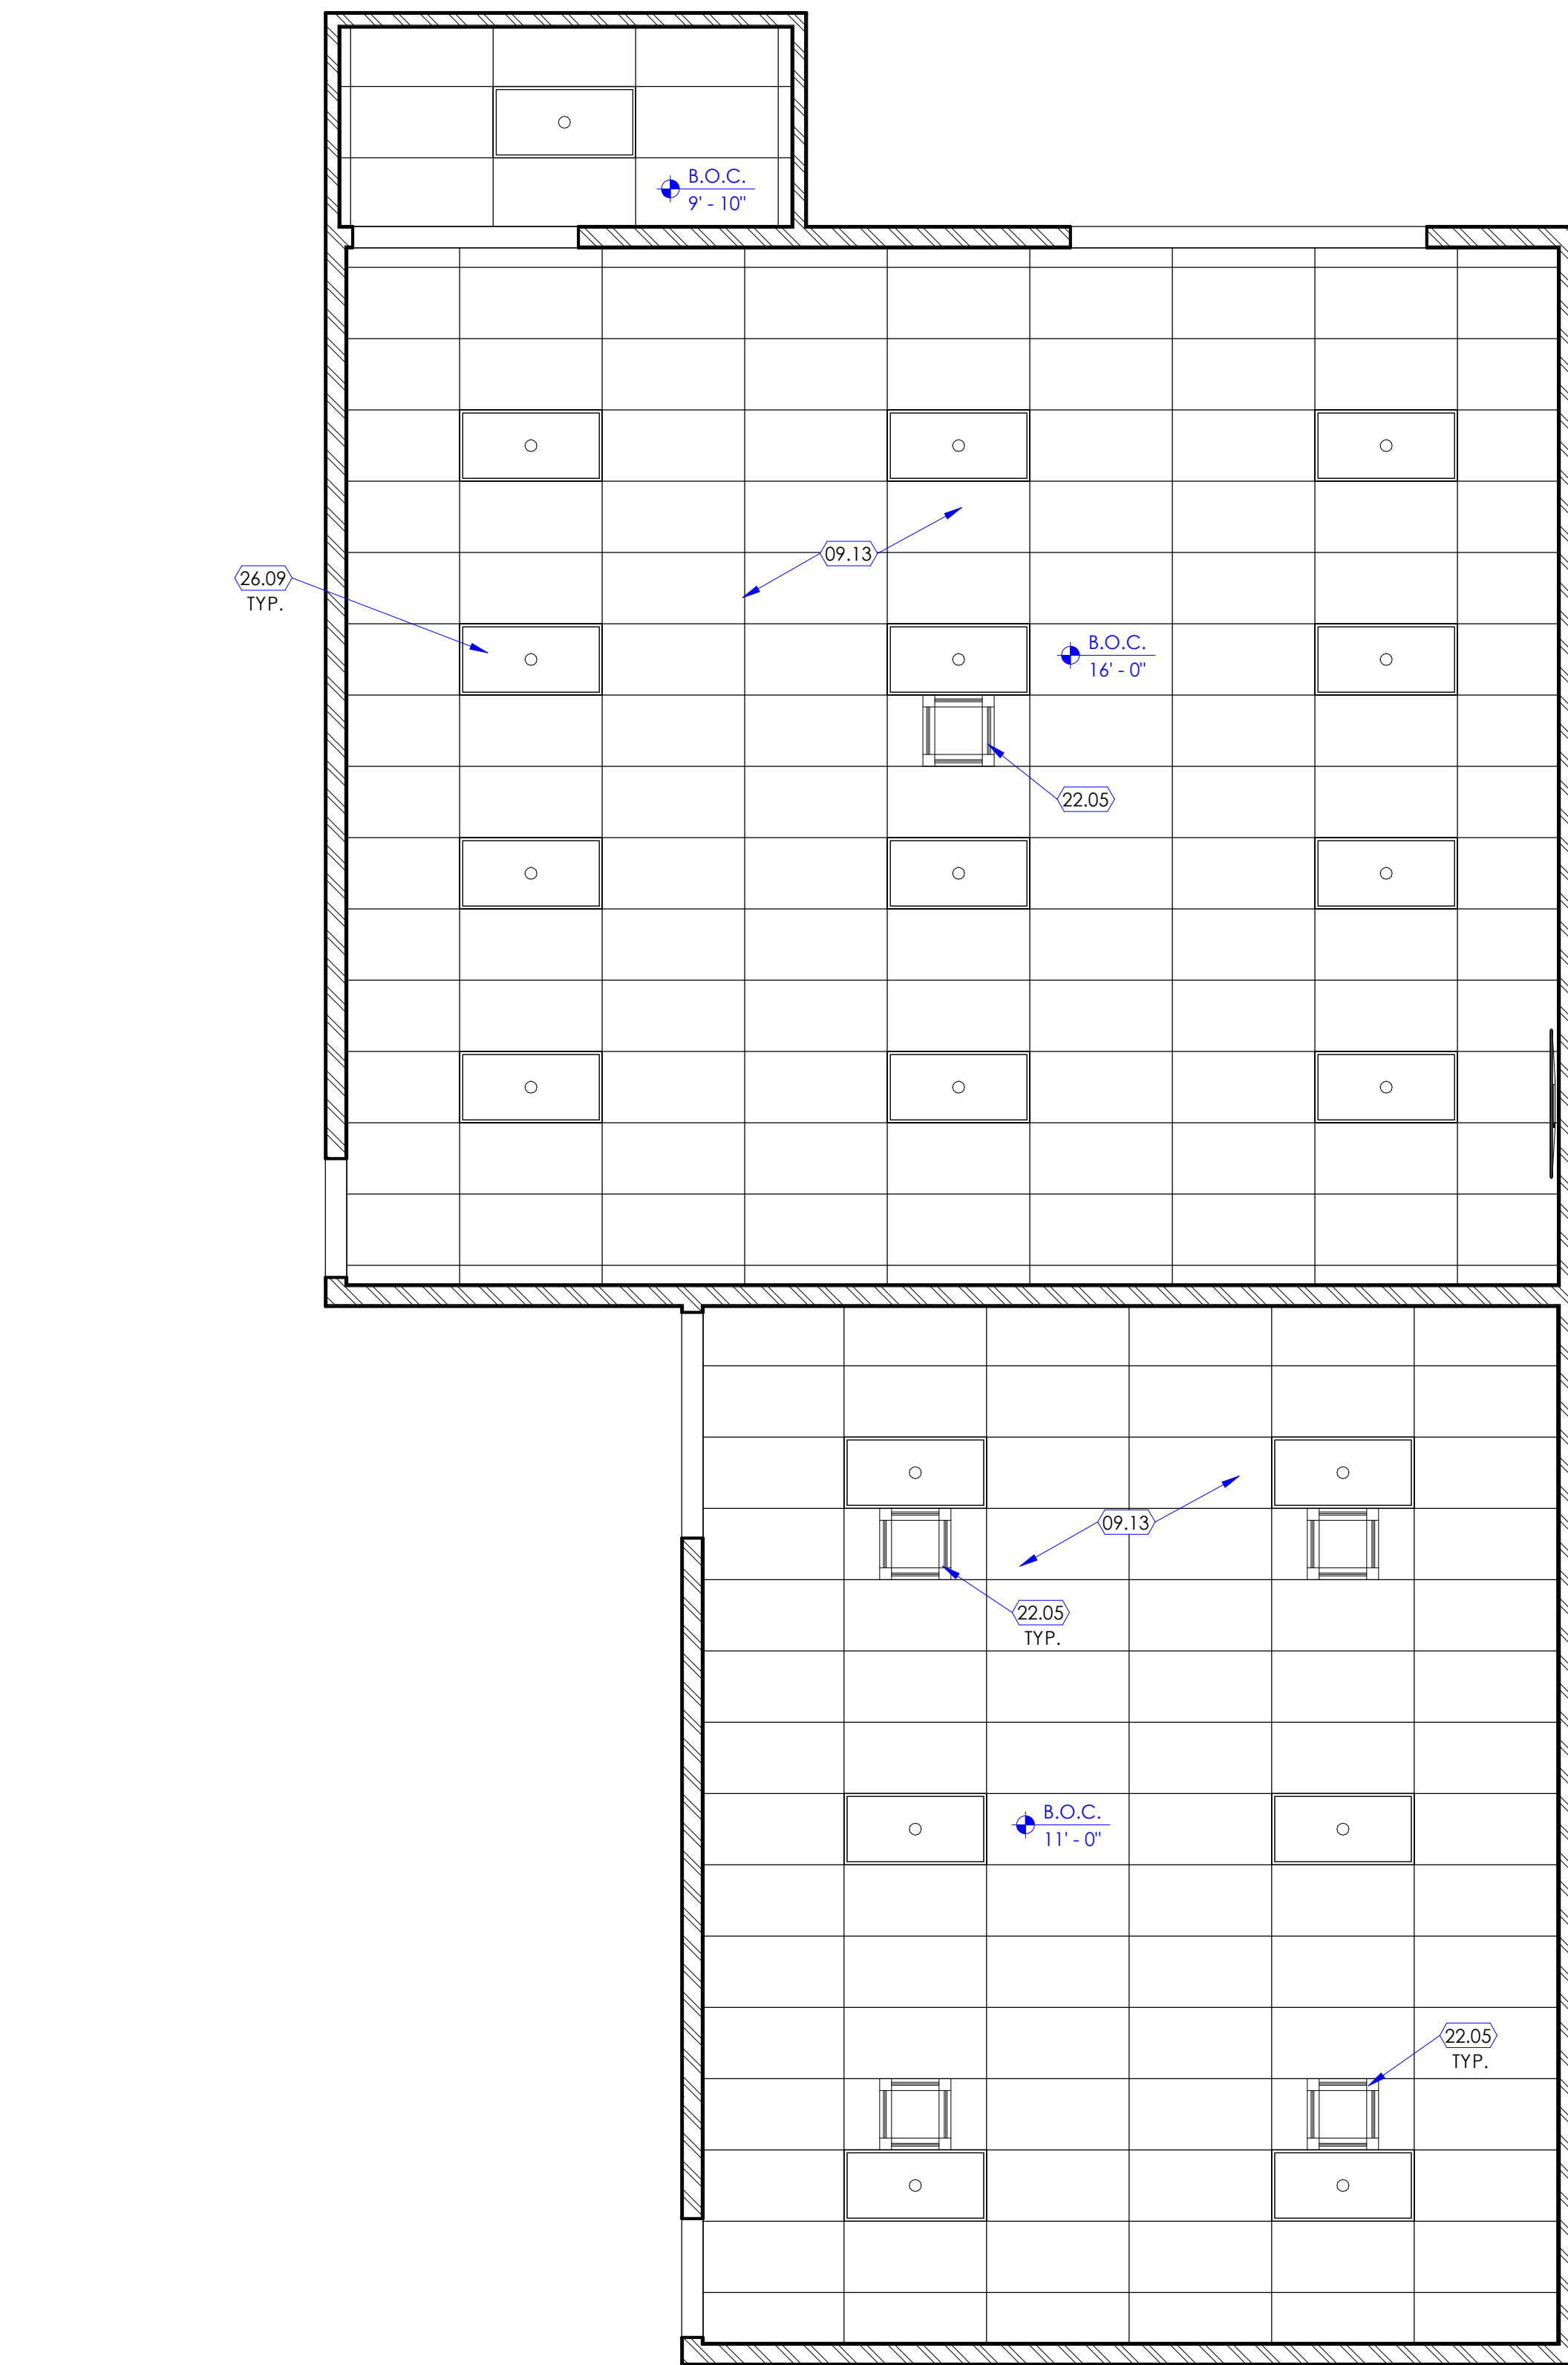 B.O.C.
9' - 10"
09.13
26.09
TYP.
B.O.C.
16' - 0"
22.05
09.13
22.05
TYP.
B.O.C.
11' - 0"
22.05
TYP.